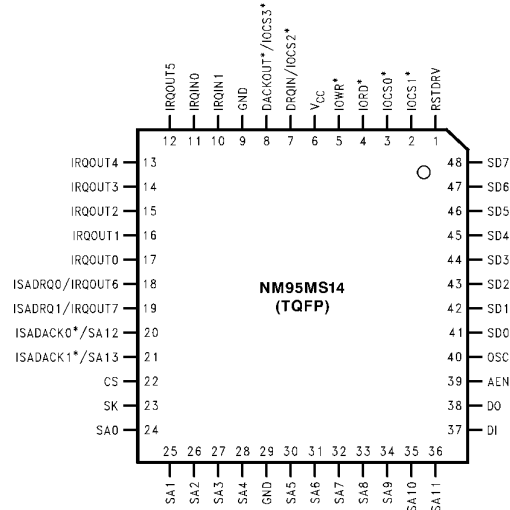 IRQOUT5
IRQIN0
IRQIN1
GND
DACKOUT*/IOCS3*
DRQIN/IOCS2*
VCC
IOWR*
IORD*
IOCS0*
IOCS1*
RSTDRV
12 11 10 9 8 7 6 5 4 3 2 1
IRQOUT4 13
IRQOUT3 14
IRQOUT2 15
IRQOUT1 16
IRQOUT0 17
ISADRQ0/IRQOUT6 18
ISADRQ1/IRQOUT7 19
ISADACK0*/SA12 20
ISADACK1*/SA13 21
CS 22
SK 23
SA0 24
NM95MS14
(TQFP)
48 SD7
47 SD6
46 SD5
45 SD4
44 SD3
43 SD2
42 SD1
41 SD0
40 OSC
39 AEN
38 DO
37 DI
25 26 27 28 29 30 31 32 33 34 35 36
SA1
SA2
SA3
SA4
GND
SA5
SA6
SA7
SA8
SA9
SA10
SA11